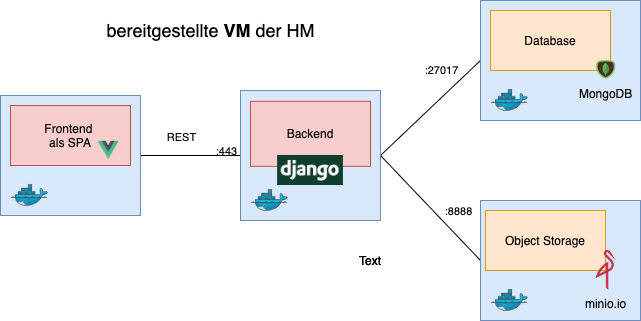 bereitgestellte VM der HM
Frontend
als SPA
REST
:443
Backend
django
:27017
Database
MongoDB
:8888
Object Storage
minio.io
Text